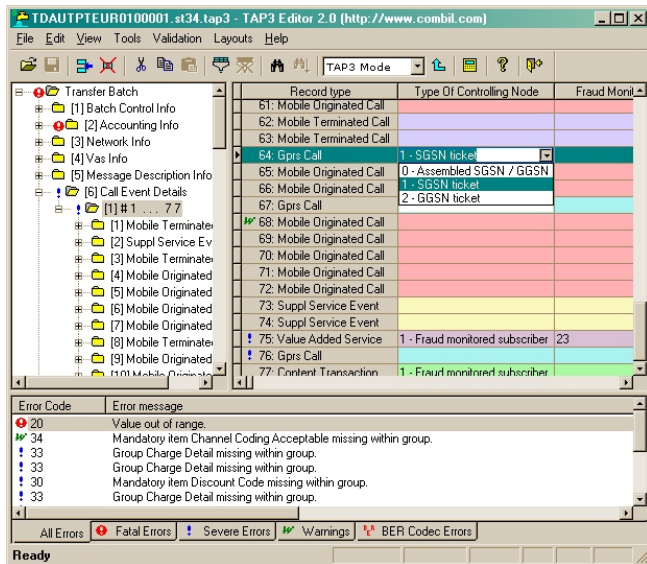 TDAUTPTEUR0100001.st34.tap3 - TAP3 Editor 2.0 (http://www.combil.com)
File Edit View Tools Validation Layouts Help
TAP3 Mode
Transfer Batch
[1] Batch Control Info
[2] Accounting Info
[3] Network Info
[4] Vas Info
[5] Message Description Info
[6] Call Event Details
[1] # 1 ... 7 7
[1] Mobile Terminate
[2] Suppl Service Ev
[3] Mobile Terminate
[4] Mobile Originated
[5] Mobile Originated
[6] Mobile Originated
[7] Mobile Originated
[8] Mobile Terminate
[9] Mobile Originated
[10] Mobile Originate
Record type Type Of Controlling Node Fraud Moni
61: Mobile Originated Call
62: Mobile Terminated Call
63: Mobile Terminated Call
64: Gprs Call 1 - SGSN ticket
65: Mobile Originated Call 0 - Assembled SGSN / GGSN
66: Mobile Originated Call 1 - SGSN ticket
67: Gprs Call 2 - GGSN ticket
68: Mobile Originated Call
69: Mobile Originated Call
70: Mobile Originated Call
71: Mobile Originated Call
72: Mobile Originated Call
73: Suppl Service Event
74: Suppl Service Event
75: Value Added Service 1 - Fraud monitored subscriber 23
76: Gprs Call
77: Content Transaction 1 - Fraud monitored subscriber
Error Code Error message
20 Value out of range.
34 Mandatory item Channel Coding Acceptable missing within group.
33 Group Charge Detail missing within group.
33 Group Charge Detail missing within group.
30 Mandatory item Discount Code missing within group.
33 Group Charge Detail missing within group.
All Errors Fatal Errors Severe Errors Warnings BER Codec Errors
Ready